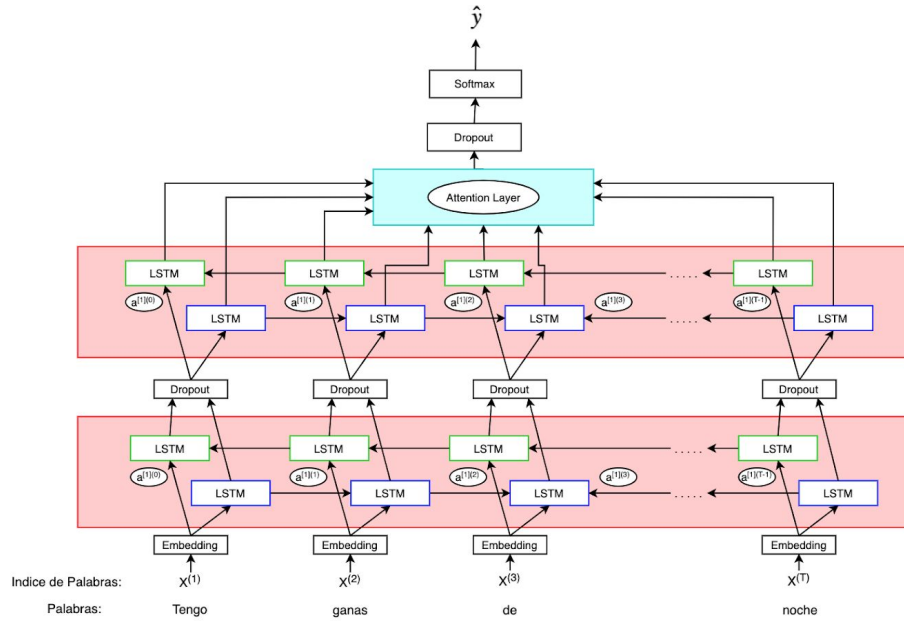 ŷ
Softmax
Dropout
Attention Layer
LSTM LSTM LSTM ..... LSTM
a[1](0) a[1](1) a[1](2) a[1](3) a[1](T-1)
LSTM LSTM LSTM ..... LSTM
Dropout Dropout Dropout Dropout
LSTM LSTM LSTM ..... LSTM
a[1](0) a[1](1) a[1](2) a[1](3) a[1](T-1)
LSTM LSTM LSTM ..... LSTM
Embedding Embedding Embedding Embedding
Indice de Palabras: X(1) X(2) X(3) X(T)
Palabras: Tengo ganas de noche